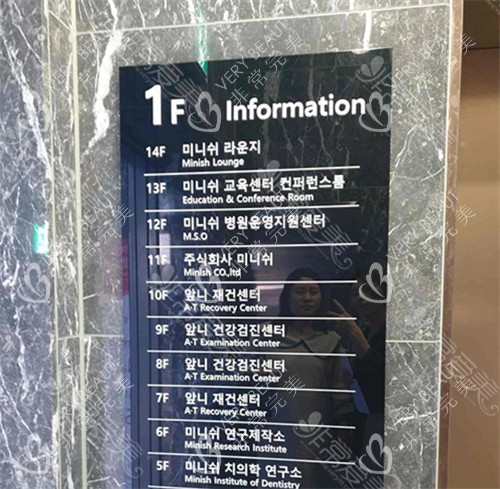 1F Information
14F 미니쉬 라운지
Minish Lounge
13F 미니쉬 교육센터 컨퍼런스룸
Education & Conference Room
12F 미니쉬 병원운영지원센터
M.S.O
11F 주식회사 미니쉬
Minish CO.,ltd
10F 앞니 재건센터
A·T Recovery Center
9F 앞니 건강검진센터
A·T Examination Center
8F 앞니 건강검진센터
A·T Examination Center
7F 앞니 재건센터
A·T Recovery Center
6F 미니쉬 연구제작소
Minish Research Institute
5F 미니쉬 치의학 연구소
Minish Institute of Dentistry
VERY BEAUTY
非常完美